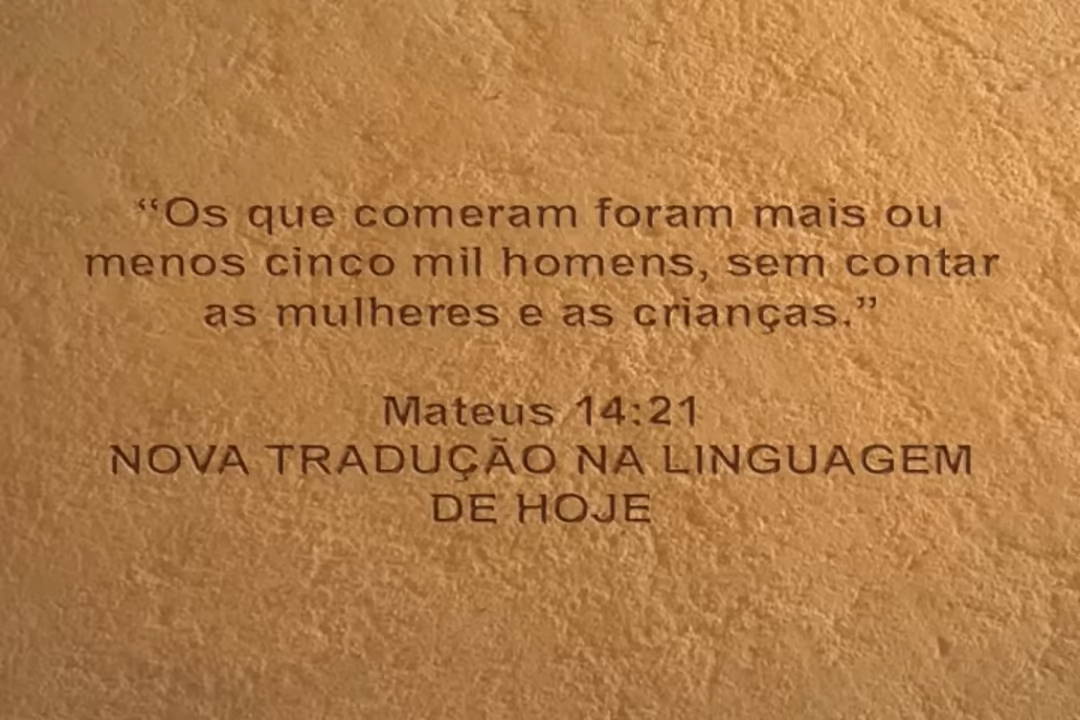 “Os que comeram foram mais ou
menos cinco mil homens, sem contar
as mulheres e as crianças.”
Mateus 14:21
NOVA TRADUÇÃO NA LINGUAGEM
DE HOJE